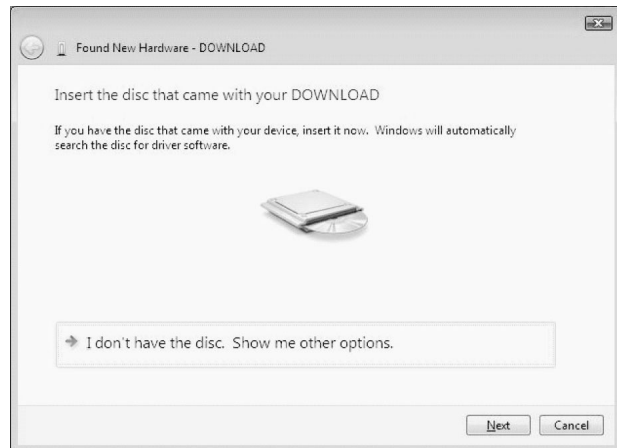 Found New Hardware - DOWNLOAD
Insert the disc that came with your DOWNLOAD
If you have the disc that came with your device, insert it now.  Windows will automatically
search the disc for driver software.
I don't have the disc.  Show me other options.
Next
Cancel